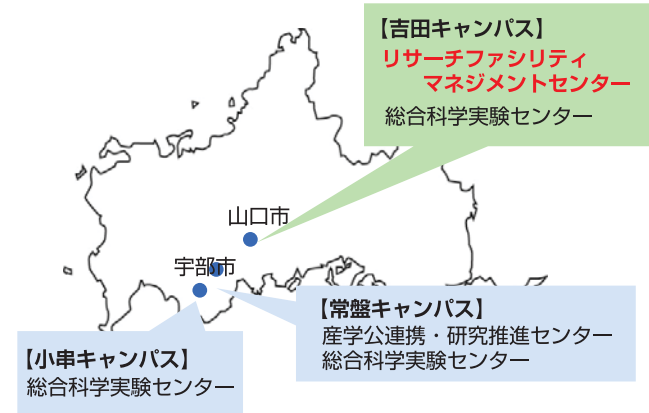 【吉田キャンパス】
リサーチファシリティ
マネジメントセンター
総合科学実験センター
山口市
宇部市
【常盤キャンパス】
産学公連携・研究推進センター
総合科学実験センター
【小串キャンパス】
総合科学実験センター